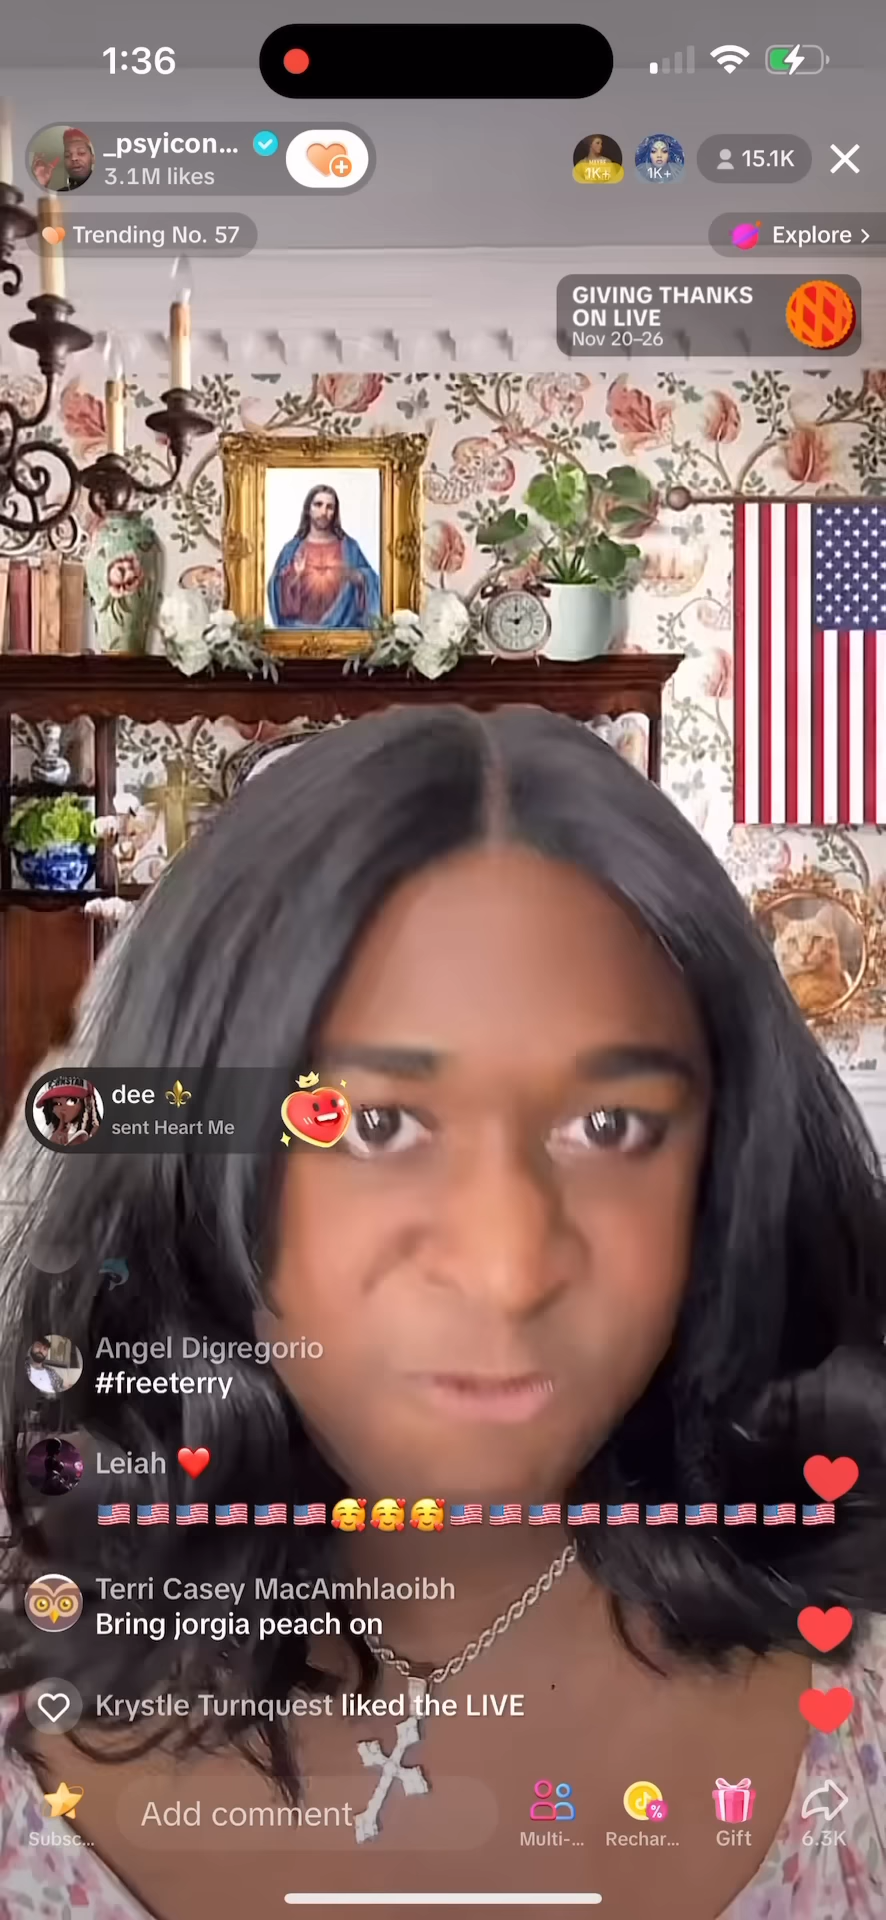 1:36
_psyicon...
3.1M likes
1K+
1K+
15.1K
Trending No. 57
Explore >
GIVING THANKS
ON LIVE
Nov 20–26
dee ⚜️
sent Heart Me
Angel Digregorio
#freeterry
Leiah ❤️
🇺🇸🇺🇸🇺🇸🇺🇸🇺🇸🇺🇸🥰🥰🥰🇺🇸🇺🇸🇺🇸🇺🇸🇺🇸🇺🇸🇺🇸🇺🇸🇺🇸🇺🇸
Terri Casey MacAmhlaoibh
Bring jorgia peach on
Krystle Turnquest liked the LIVE
Add comment...
Subsc...
Multi-...
Rechar...
Gift
6.3K